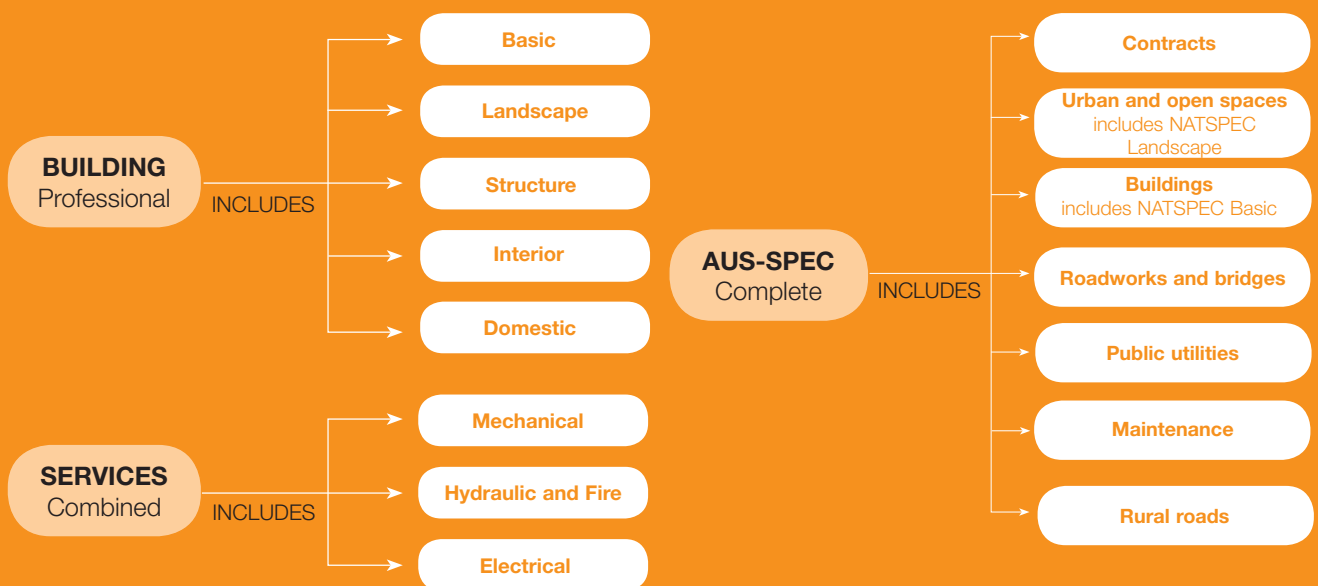 BUILDING
Professional
INCLUDES
Basic
Landscape
Structure
Interior
Domestic
SERVICES
Combined
INCLUDES
Mechanical
Hydraulic and Fire
Electrical
AUS-SPEC
Complete
INCLUDES
Contracts
Urban and open spaces
includes NATSPEC
Landscape
Buildings
includes NATSPEC Basic
Roadworks and bridges
Public utilities
Maintenance
Rural roads